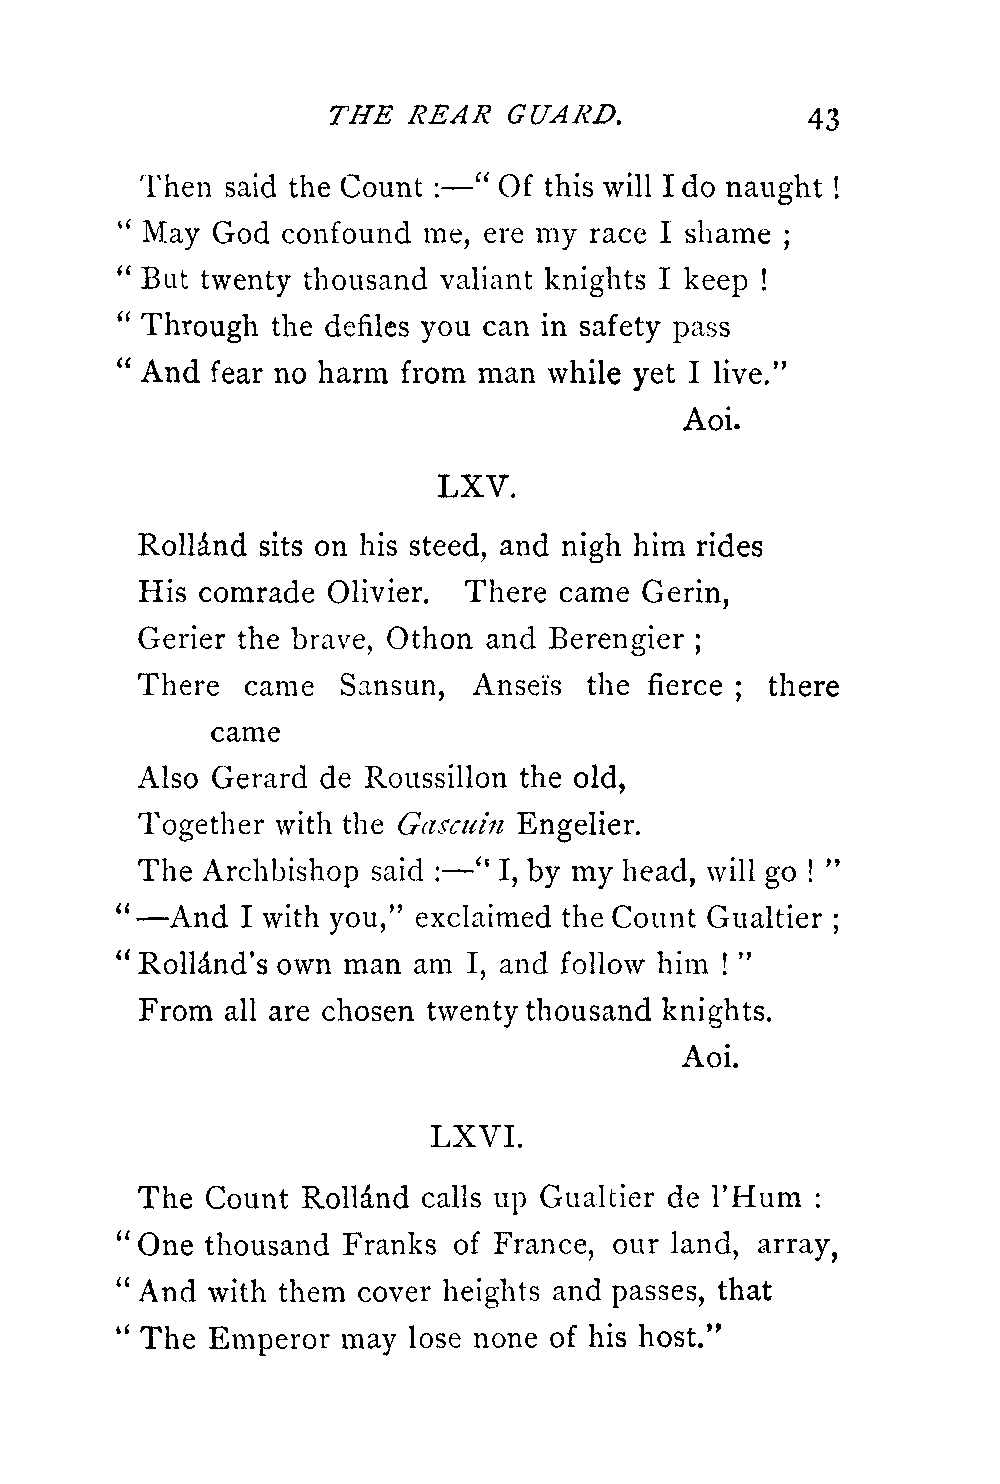 THE REAR GUARD. 43
Then said the Count :—“ Of this will I do naught !
“ May God confound me, ere my race I shame ;
“ But twenty thousand valiant knights I keep !
“ Through the defiles you can in safety pass
“ And fear no harm from man while yet I live.”
Aoi.
LXV.
Rollánd sits on his steed, and nigh him rides
His comrade Olivier. There came Gerin,
Gerier the brave, Othon and Berengier ;
There came Sansun, Anseïs the fierce ; there
came
Also Gerard de Roussillon the old,
Together with the Gascuin Engelier.
The Archbishop said :—“ I, by my head, will go ! ”
“ —And I with you,” exclaimed the Count Gualtier ;
“ Rollánd’s own man am I, and follow him ! ”
From all are chosen twenty thousand knights.
Aoi.
LXVI.
The Count Rollánd calls up Gualtier de l’Hum :
“ One thousand Franks of France, our land, array,
“ And with them cover heights and passes, that
“ The Emperor may lose none of his host.”